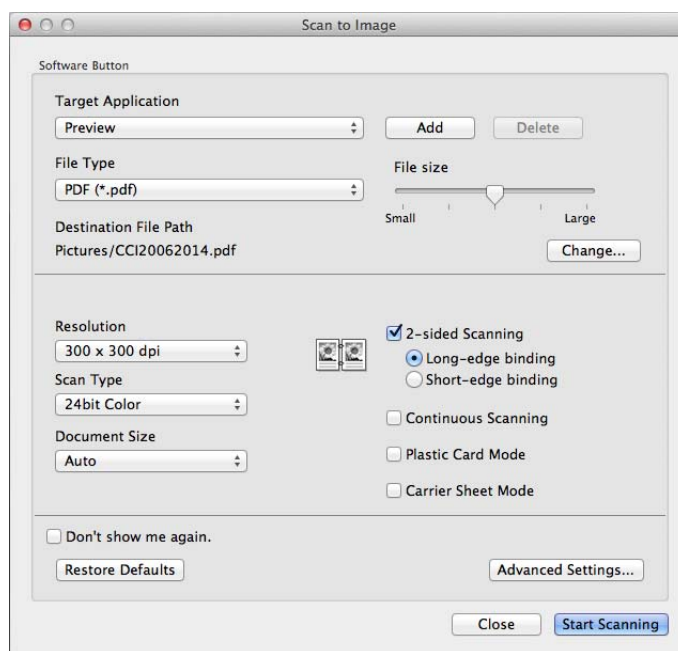 Scan to Image
Software Button
Target Application
Preview
Add
Delete
File Type
PDF (*.pdf)
File size
Small
Large
Destination File Path
Pictures/CCI20062014.pdf
Change...
Resolution
300 x 300 dpi
Scan Type
24bit Color
Document Size
Auto
2-sided Scanning
Long-edge binding
Short-edge binding
Continuous Scanning
Plastic Card Mode
Carrier Sheet Mode
Don't show me again.
Restore Defaults
Advanced Settings...
Close
Start Scanning